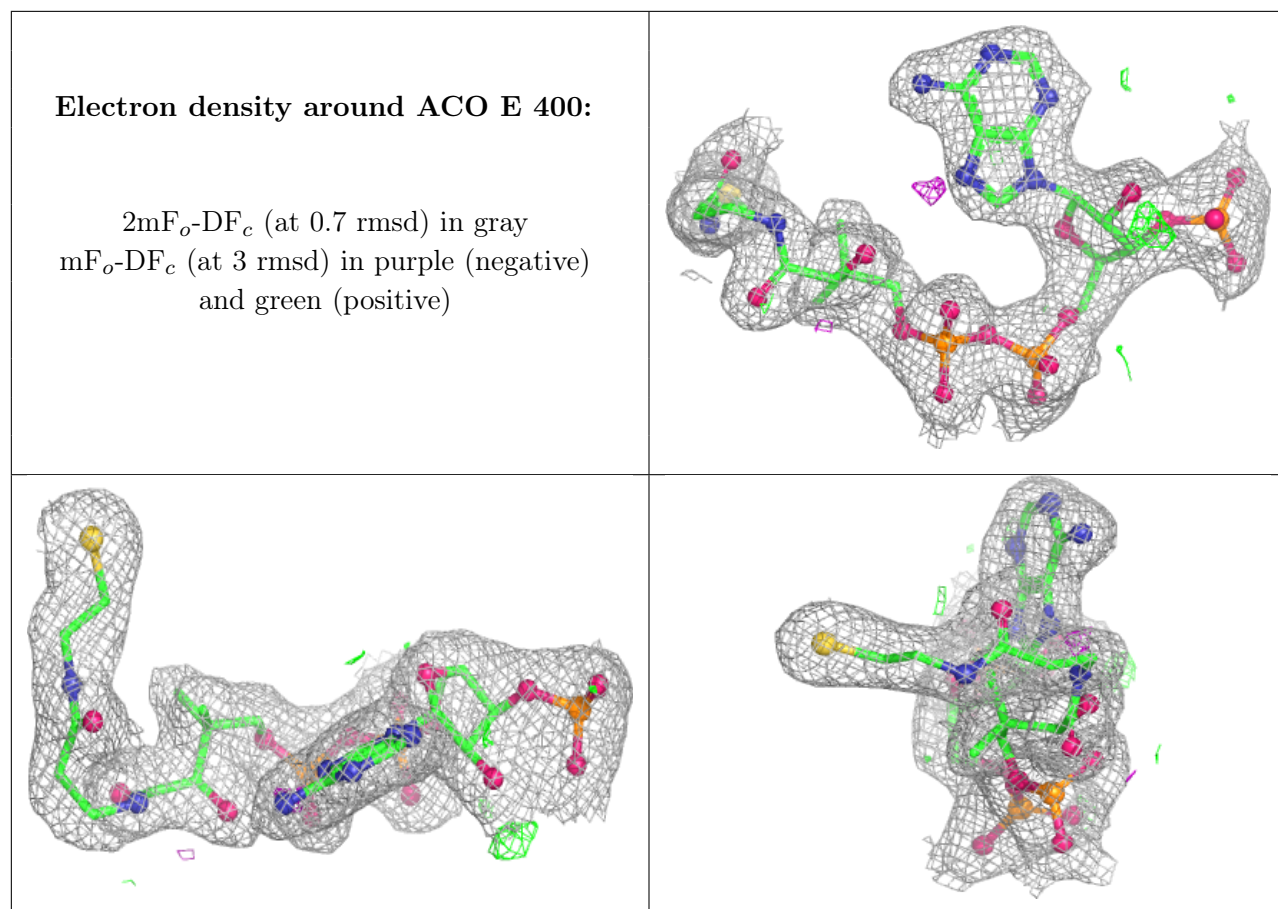 Electron density around ACO E 400:
2mFₒ-DF𝒸 (at 0.7 rmsd) in gray
mFₒ-DF𝒸 (at 3 rmsd) in purple (negative)
and green (positive)